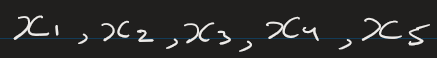 x₁, x₂, x₃, x₄, x₅